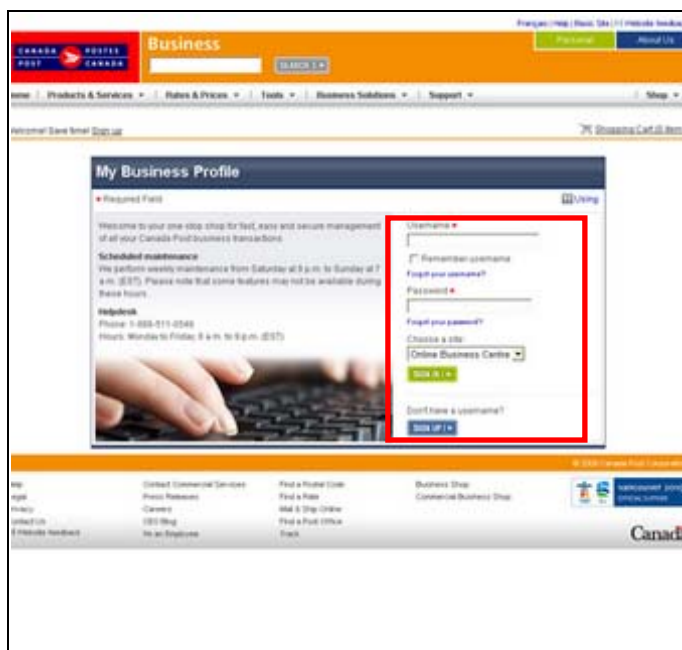 Français | Help | Basic Site | [+] Website feedback
CANADA POST
POSTES CANADA
Business
Personal
About Us
SEARCH
Home | Products & Services | Rates & Prices | Tools | Business Solutions | Support | Shop
Welcome! Save time! Sign up
Shopping Cart
My Business Profile
* Required Field
Using
Welcome to your one stop shop for fast, easy and secure management
of all your Canada Post business transactions.
Scheduled maintenance
We perform weekly maintenance from Saturday at 9 p.m. to Sunday at 7
a.m. (EST). Please note that some features may not be available during
these hours.
Helpdesk
Phone: 1-888-511-0546
Hours: Monday to Friday, 8 a.m. to 8 p.m. (EST)
Username *
Remember username
Forgot your username?
Password *
Forgot your password?
Choose a site:
Online Business Centre
SIGN IN
Don't have a username?
SIGN UP
Canada Post Corporation
Help
Legal
Privacy
Contact Us
[+] Website feedback
Contact Commercial Services
Press Releases
Careers
CEO Blog
I'm an Employee
Find a Postal Code
Find a Rate
Mail & Ship Online
Find a Post Office
Track
Business Shop
Commercial Business Shop
vancouver 2010
Canada